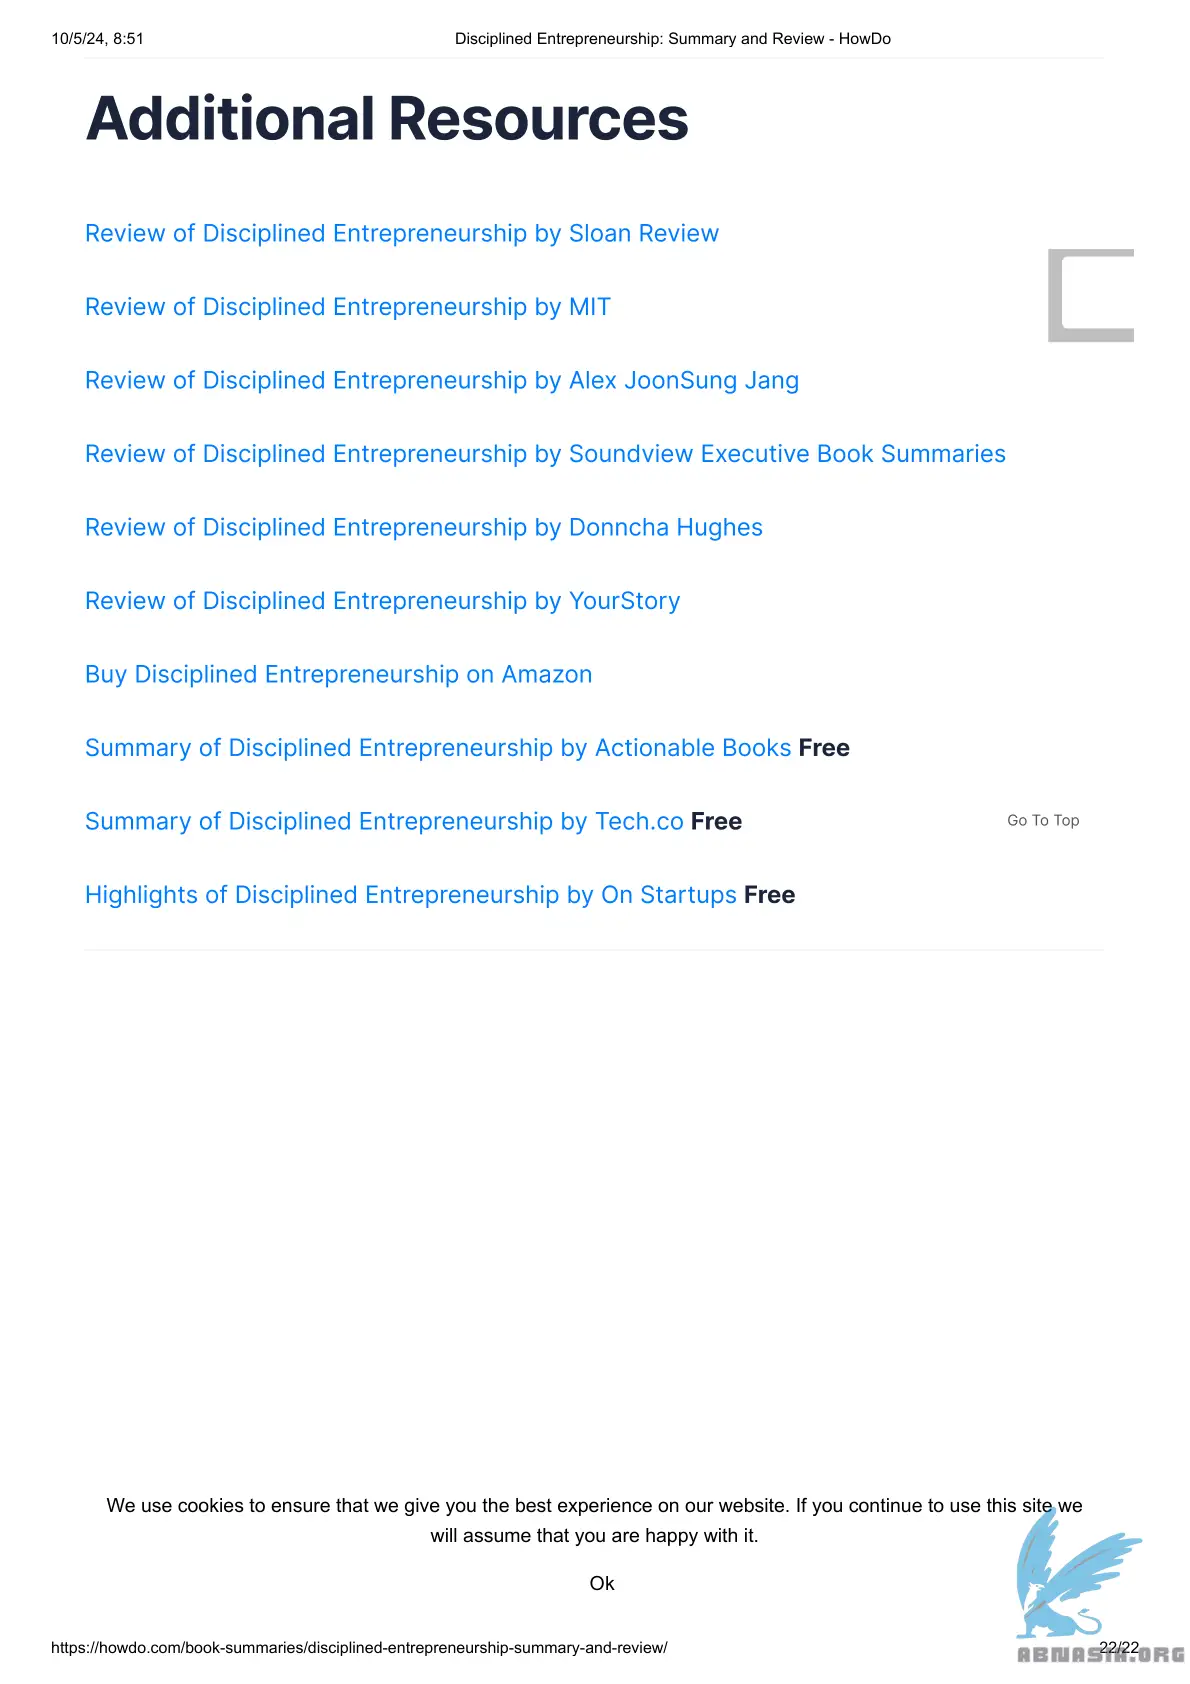 10/5/24, 8:51
Disciplined Entrepreneurship: Summary and Review - HowDo
Additional Resources
Review of Disciplined Entrepreneurship by Sloan Review
Review of Disciplined Entrepreneurship by MIT
Review of Disciplined Entrepreneurship by Alex JoonSung Jang
Review of Disciplined Entrepreneurship by Soundview Executive Book Summaries
Review of Disciplined Entrepreneurship by Donncha Hughes
Review of Disciplined Entrepreneurship by YourStory
Buy Disciplined Entrepreneurship on Amazon
Summary of Disciplined Entrepreneurship by Actionable Books Free
Summary of Disciplined Entrepreneurship by Tech.co Free
Go To Top
Highlights of Disciplined Entrepreneurship by On Startups Free
We use cookies to ensure that we give you the best experience on our website. If you continue to use this site we
will assume that you are happy with it.
Ok
https://howdo.com/book-summaries/disciplined-entrepreneurship-summary-and-review/
22/22
ABNASIA.ORG